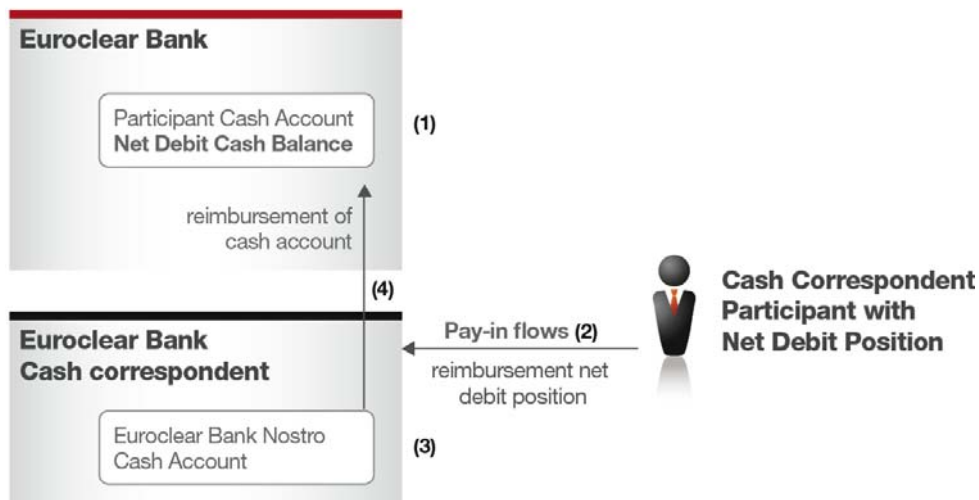 Euroclear Bank
Participant Cash Account
Net Debit Cash Balance
(1)
reimbursement of
cash account
(4)
Euroclear Bank
Cash correspondent
Euroclear Bank Nostro
Cash Account
(3)
Pay-in flows (2)
reimbursement net
debit position
Cash Correspondent
Participant with
Net Debit Position